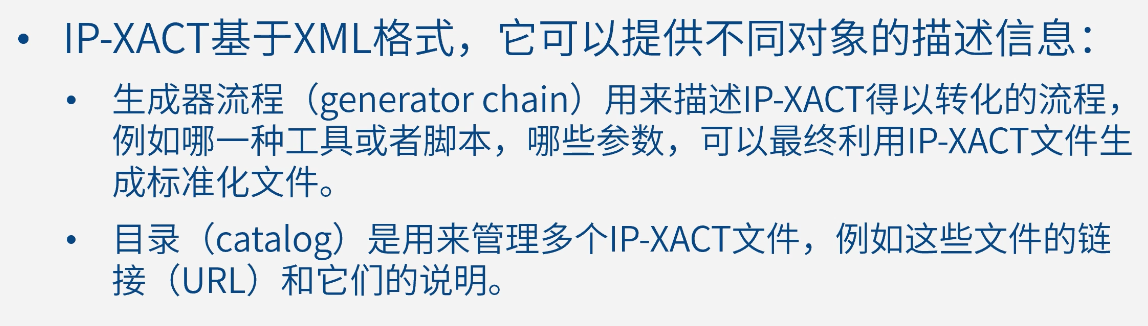 • IP-XACT基于XML格式，它可以提供不同对象的描述信息：
• 生成器流程（generator chain）用来描述IP-XACT得以转化的流程，
例如哪一种工具或者脚本，哪些参数，可以最终利用IP-XACT文件生
成标准化文件。
• 目录（catalog）是用来管理多个IP-XACT文件，例如这些文件的链
接（URL）和它们的说明。